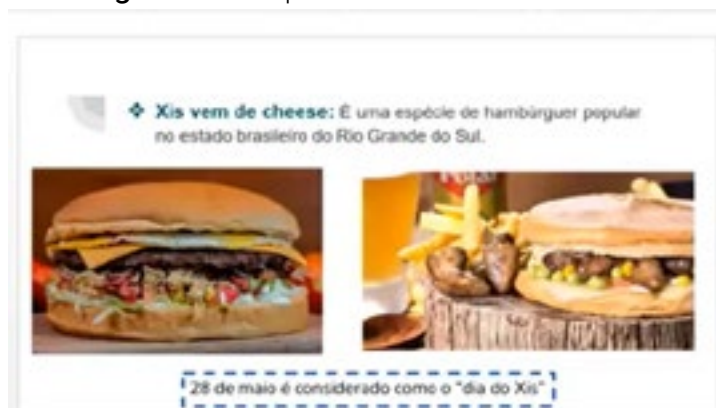 ❖ Xis vem de cheese: É uma espécie de hambúrguer popular
no estado brasileiro do Rio Grande do Sul.
28 de maio é considerado como o "dia do Xis"